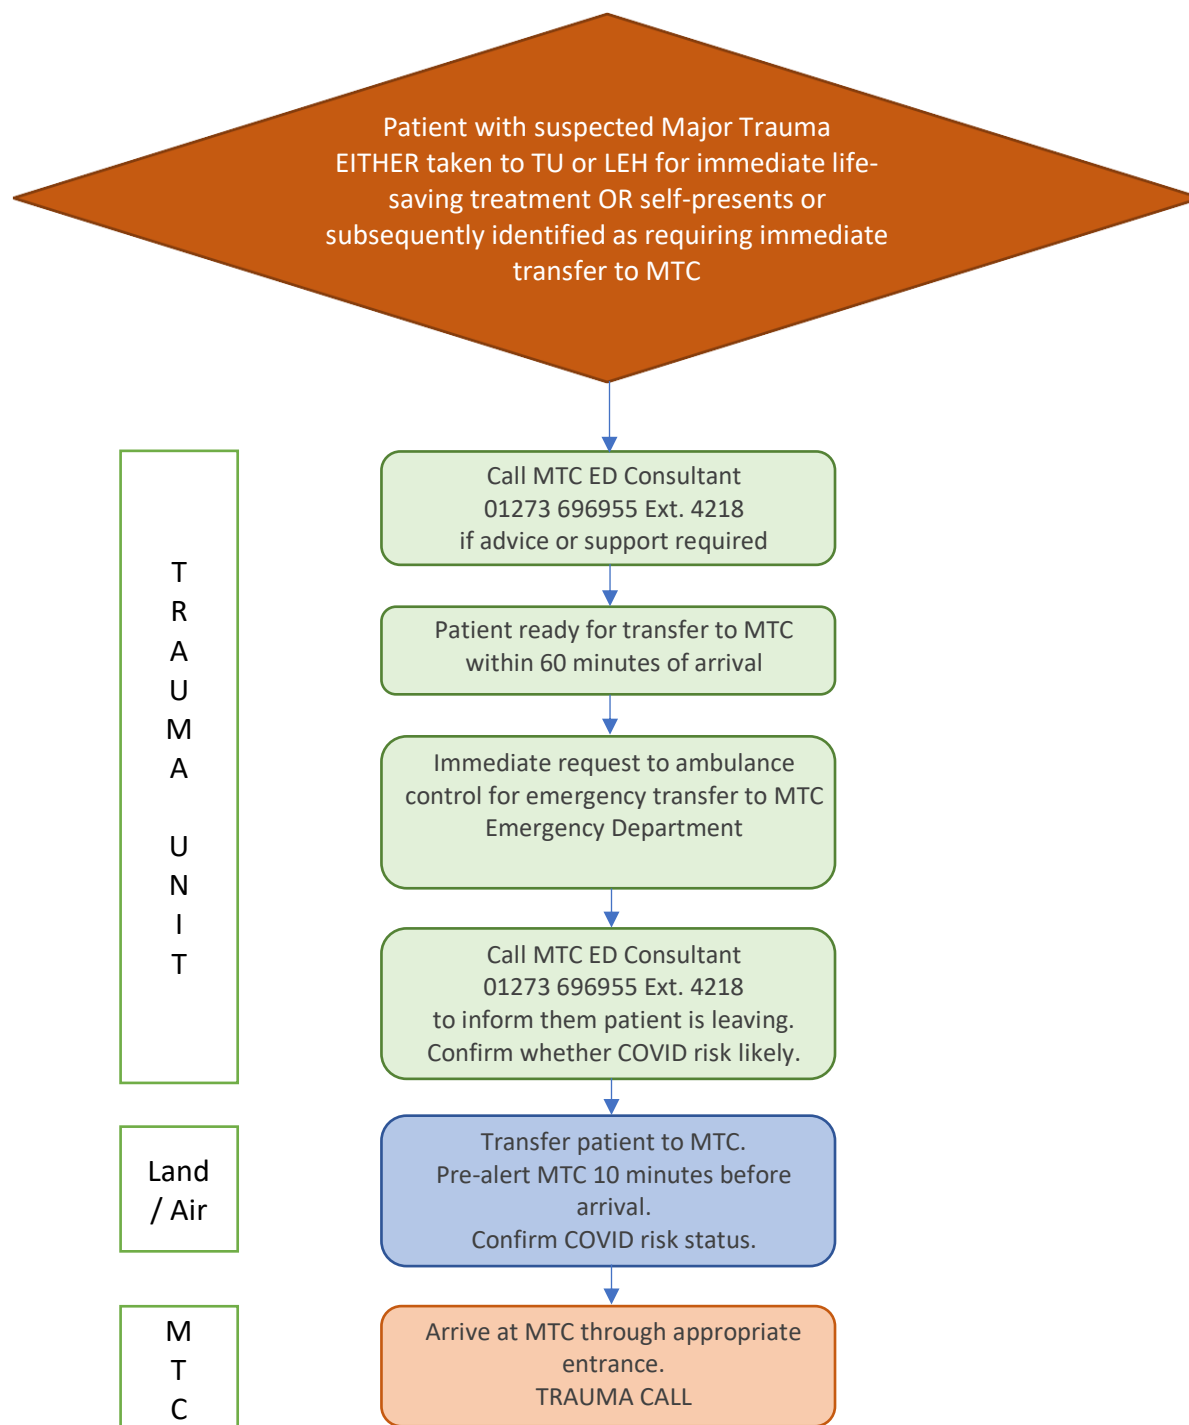 Patient with suspected Major Trauma
EITHER taken to TU or LEH for immediate life-
saving treatment OR self-presents or
subsequently identified as requiring immediate
transfer to MTC
T
R
A
U
M
A
U
N
I
T
Call MTC ED Consultant
01273 696955 Ext. 4218
if advice or support required
Patient ready for transfer to MTC
within 60 minutes of arrival
Immediate request to ambulance
control for emergency transfer to MTC
Emergency Department
Call MTC ED Consultant
01273 696955 Ext. 4218
to inform them patient is leaving.
Confirm whether COVID risk likely.
Land
/ Air
Transfer patient to MTC.
Pre-alert MTC 10 minutes before
arrival.
Confirm COVID risk status.
M
T
C
Arrive at MTC through appropriate
entrance.
TRAUMA CALL